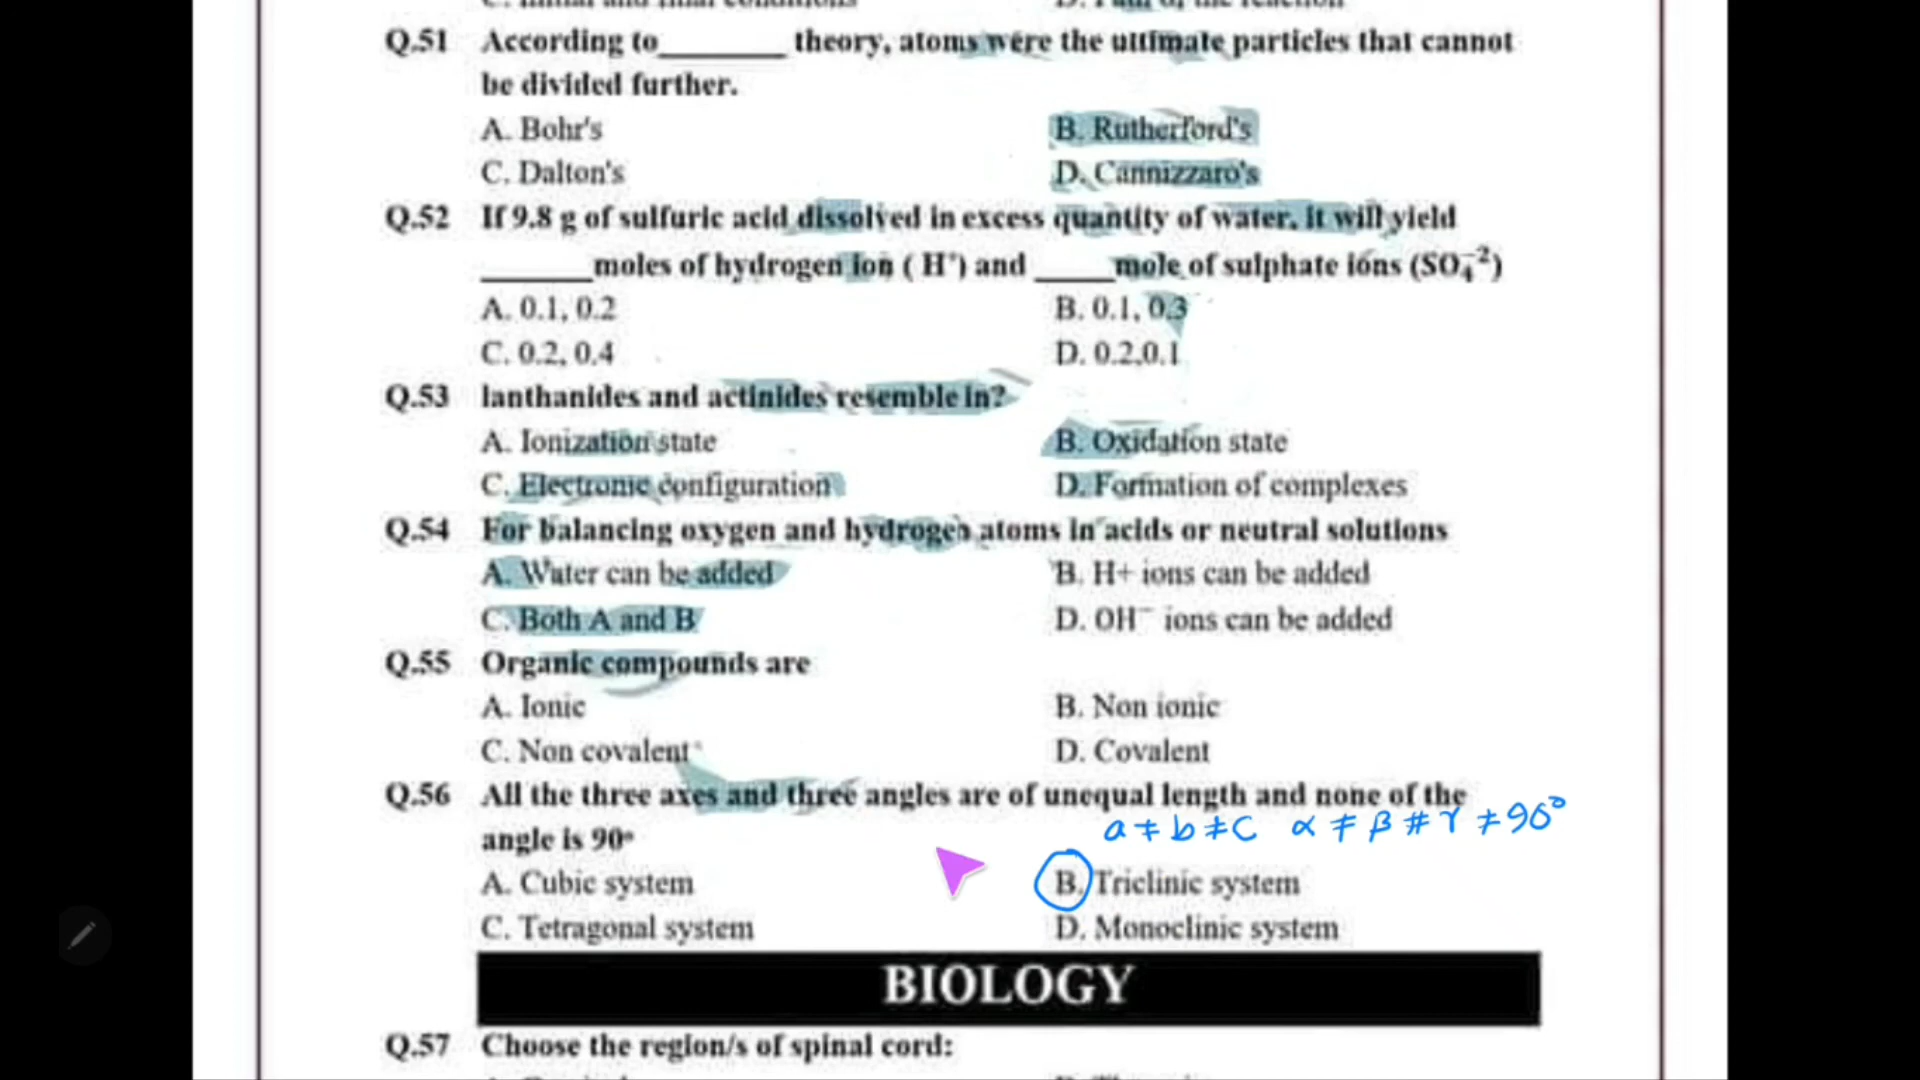 Q.51 According to_______ theory, atoms were the ultimate particles that cannot
be divided further.
A. Bohr's B. Rutherford's
C. Dalton's D. Cannizzaro's
Q.52 If 9.8 g of sulfuric acid dissolved in excess quantity of water, it will yield
______moles of hydrogen ion ( H⁺) and ____mole of sulphate ions (SO₄⁻²)
A. 0.1, 0.2 B. 0.1, 0.3
C. 0.2, 0.4 D. 0.2,0.1
Q.53 lanthanides and actinides resemble in?
A. Ionization state B. Oxidation state
C. Electronic configuration D. Formation of complexes
Q.54 For balancing oxygen and hydrogen atoms in acids or neutral solutions
A. Water can be added B. H+ ions can be added
C. Both A and B D. OH⁻ ions can be added
Q.55 Organic compounds are
A. Ionic B. Non ionic
C. Non covalent D. Covalent
Q.56 All the three axes and three angles are of unequal length and none of the
angle is 90°
a ≠ b ≠ c α ≠ β ≠ γ ≠ 90°
A. Cubic system B. Triclinic system
C. Tetragonal system D. Monoclinic system
BIOLOGY
Q.57 Choose the region/s of spinal cord: